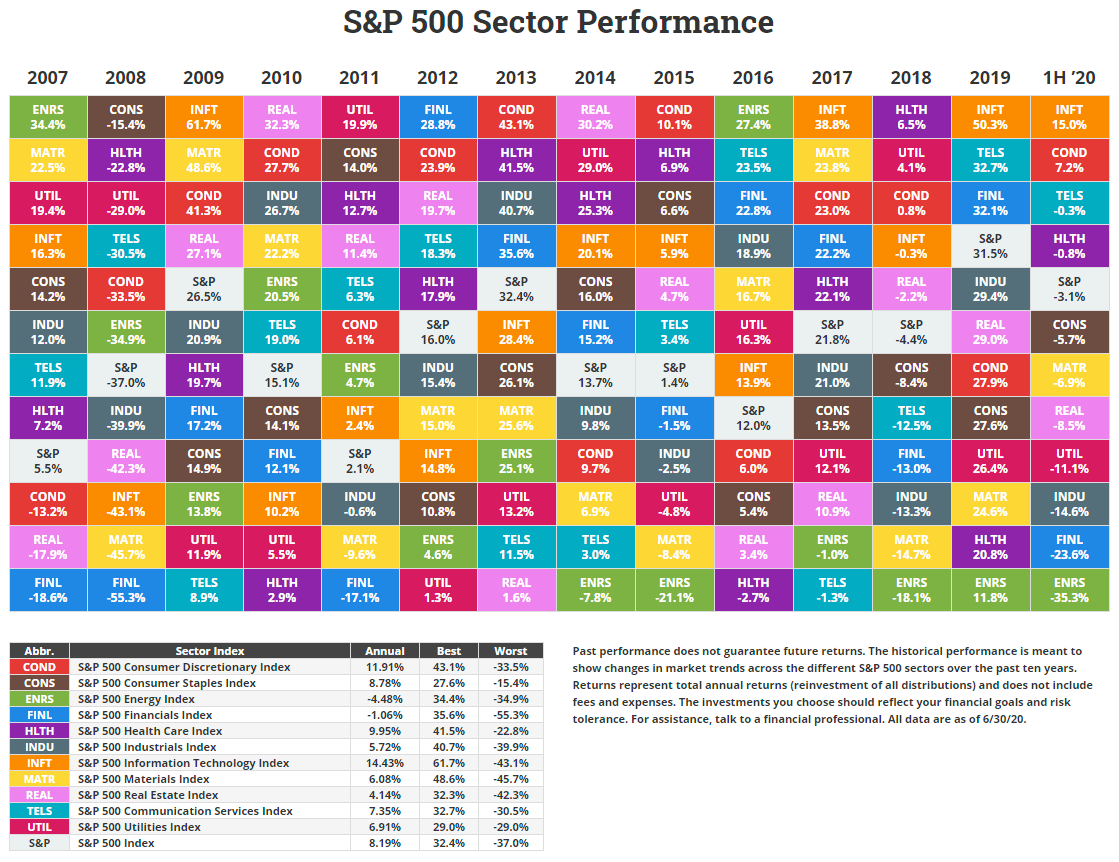 S&P 500 Sector Performance
2007 2008 2009 2010 2011 2012 2013 2014 2015 2016 2017 2018 2019 1H '20
ENRS CONS INFT REAL UTIL FINL COND REAL COND ENRS INFT HLTH INFT INFT
34.4% -15.4% 61.7% 32.3% 19.9% 28.8% 43.1% 30.2% 10.1% 27.4% 38.8% 6.5% 50.3% 15.0%
MATR HLTH MATR COND CONS COND HLTH UTIL HLTH TELS MATR UTIL TELS COND
22.5% -22.8% 48.6% 27.7% 14.0% 23.9% 41.5% 29.0% 6.9% 23.5% 23.8% 4.1% 32.7% 7.2%
UTIL UTIL COND INDU HLTH REAL INDU HLTH CONS FINL COND COND FINL TELS
19.4% -29.0% 41.3% 26.7% 12.7% 19.7% 40.7% 25.3% 6.6% 22.8% 23.0% 0.8% 32.1% -0.3%
INFT TELS REAL MATR REAL TELS FINL INFT INFT INDU FINL INFT S&P HLTH
16.3% -30.5% 27.1% 22.2% 11.4% 18.3% 35.6% 20.1% 5.9% 18.9% 22.2% -0.3% 31.5% -0.8%
CONS COND S&P ENRS TELS HLTH S&P CONS REAL MATR HLTH REAL INDU S&P
14.2% -33.5% 26.5% 20.5% 6.3% 17.9% 32.4% 16.0% 4.7% 16.7% 22.1% -2.2% 29.4% -3.1%
INDU ENRS INDU TELS COND S&P INFT FINL TELS UTIL S&P S&P REAL CONS
12.0% -34.9% 20.9% 19.0% 6.1% 16.0% 28.4% 15.2% 3.4% 16.3% 21.8% -4.4% 29.0% -5.7%
TELS S&P HLTH S&P ENRS INDU CONS S&P S&P INFT INDU CONS COND MATR
11.9% -37.0% 19.7% 15.1% 4.7% 15.4% 26.1% 13.7% 1.4% 13.9% 21.0% -8.4% 27.9% -6.9%
HLTH INDU FINL CONS INFT MATR MATR INDU FINL S&P CONS TELS CONS REAL
7.2% -39.9% 17.2% 14.1% 2.4% 15.0% 25.6% 9.8% -1.5% 12.0% 13.5% -12.5% 27.6% -8.5%
S&P REAL CONS FINL S&P INFT ENRS COND INDU COND UTIL FINL UTIL UTIL
5.5% -42.3% 14.9% 12.1% 2.1% 14.8% 25.1% 9.7% -2.5% 6.0% 12.1% -13.0% 26.4% -11.1%
COND INFT ENRS INFT INDU CONS UTIL MATR UTIL CONS REAL INDU MATR INDU
-13.2% -43.1% 13.8% 10.2% -0.6% 10.8% 13.2% 6.9% -4.8% 5.4% 10.9% -13.3% 24.6% -14.6%
REAL MATR UTIL UTIL MATR ENRS TELS TELS MATR REAL ENRS MATR HLTH FINL
-17.9% -45.7% 11.9% 5.5% -9.6% 4.6% 11.5% 3.0% -8.4% 3.4% -1.0% -14.7% 20.8% -23.6%
FINL FINL TELS HLTH FINL UTIL REAL ENRS ENRS HLTH TELS ENRS ENRS ENRS
-18.6% -55.3% 8.9% 2.9% -17.1% 1.3% 1.6% -7.8% -21.1% -2.7% -1.3% -18.1% 11.8% -35.3%
Abbr. Sector Index Annual Best Worst
COND S&P 500 Consumer Discretionary Index 11.91% 43.1% -33.5%
CONS S&P 500 Consumer Staples Index 8.78% 27.6% -15.4%
ENRS S&P 500 Energy Index -4.48% 34.4% -34.9%
FINL S&P 500 Financials Index -1.06% 35.6% -55.3%
HLTH S&P 500 Health Care Index 9.95% 41.5% -22.8%
INDU S&P 500 Industrials Index 5.72% 40.7% -39.9%
INFT S&P 500 Information Technology Index 14.43% 61.7% -43.1%
MATR S&P 500 Materials Index 6.08% 48.6% -45.7%
REAL S&P 500 Real Estate Index 4.14% 32.3% -42.3%
TELS S&P 500 Communication Services Index 7.35% 32.7% -30.5%
UTIL S&P 500 Utilities Index 6.91% 29.0% -29.0%
S&P S&P 500 Index 8.19% 32.4% -37.0%
Past performance does not guarantee future returns. The historical performance is meant to
show changes in market trends across the different S&P 500 sectors over the past ten years.
Returns represent total annual returns (reinvestment of all distributions) and does not include
fees and expenses. The investments you choose should reflect your financial goals and risk
tolerance. For assistance, talk to a financial professional. All data are as of 6/30/20.